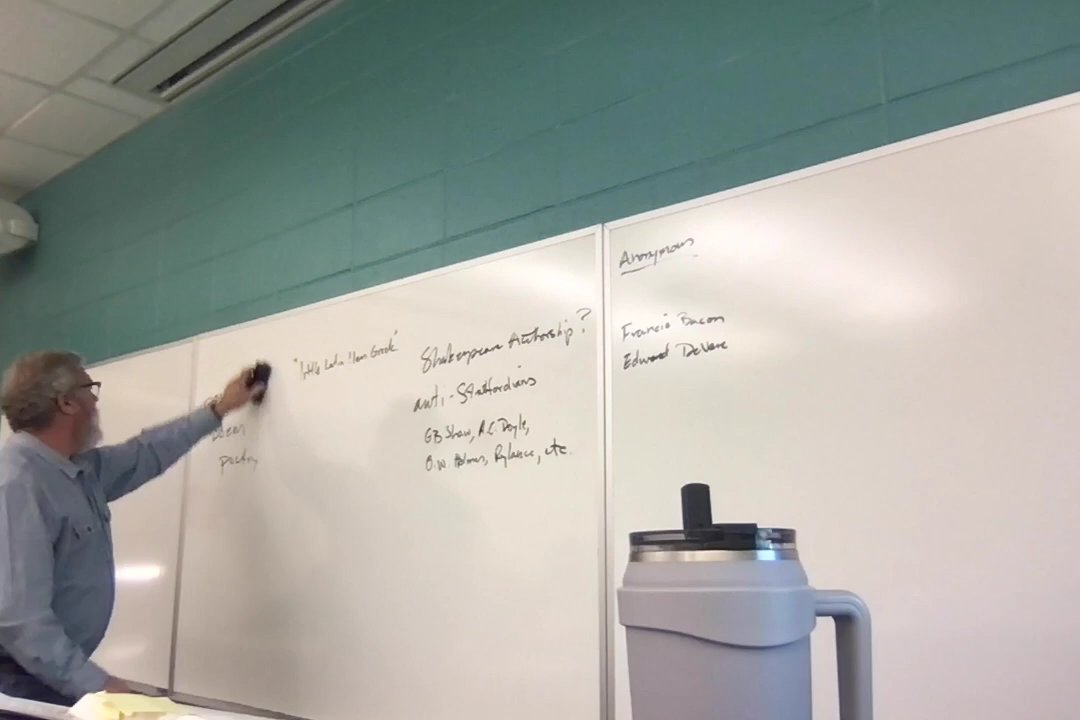 "little Latin less Greek"
poetry
Shakespeare Authorship?
anti-Stratfordians
GB Shaw, A.C. Doyle,
O.W. Holmes, Rylance, etc.
Anonymous
Francis Bacon
Edward DeVere